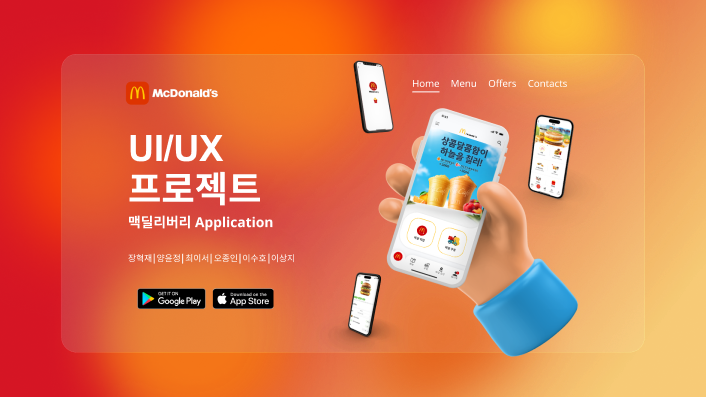 McDonald's
Home Menu Offers Contacts
UI/UX
프로젝트
맥딜리버리 Application
장혁재|양윤정|최이서|오종인|이수호|이상지
GET IT ON
Google Play
Download on the
App Store
상콤달콤함이
하늘을 찔러!